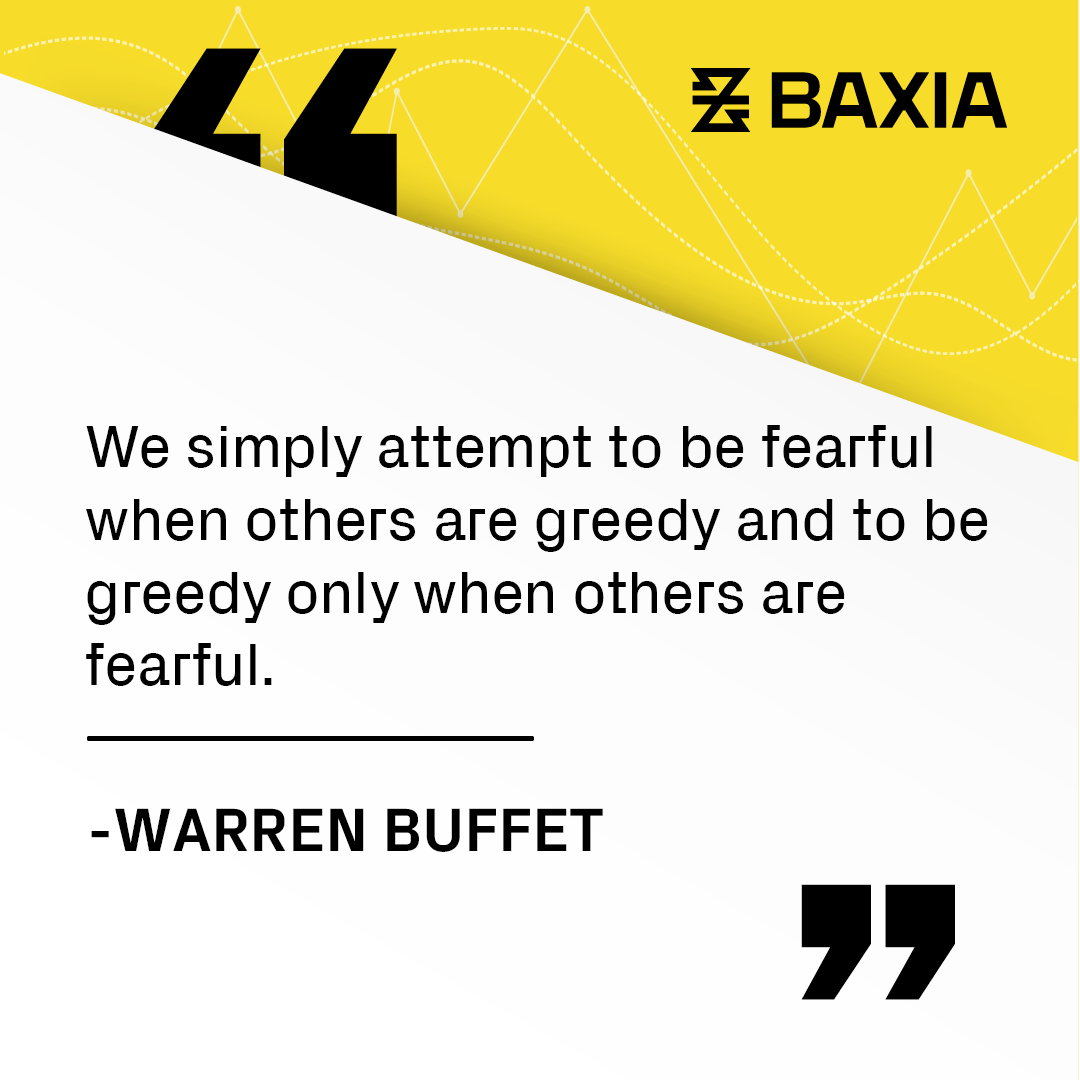 BAXIA
We simply attempt to be fearful
when others are greedy and to be
greedy only when others are
fearful.
-WARREN BUFFET